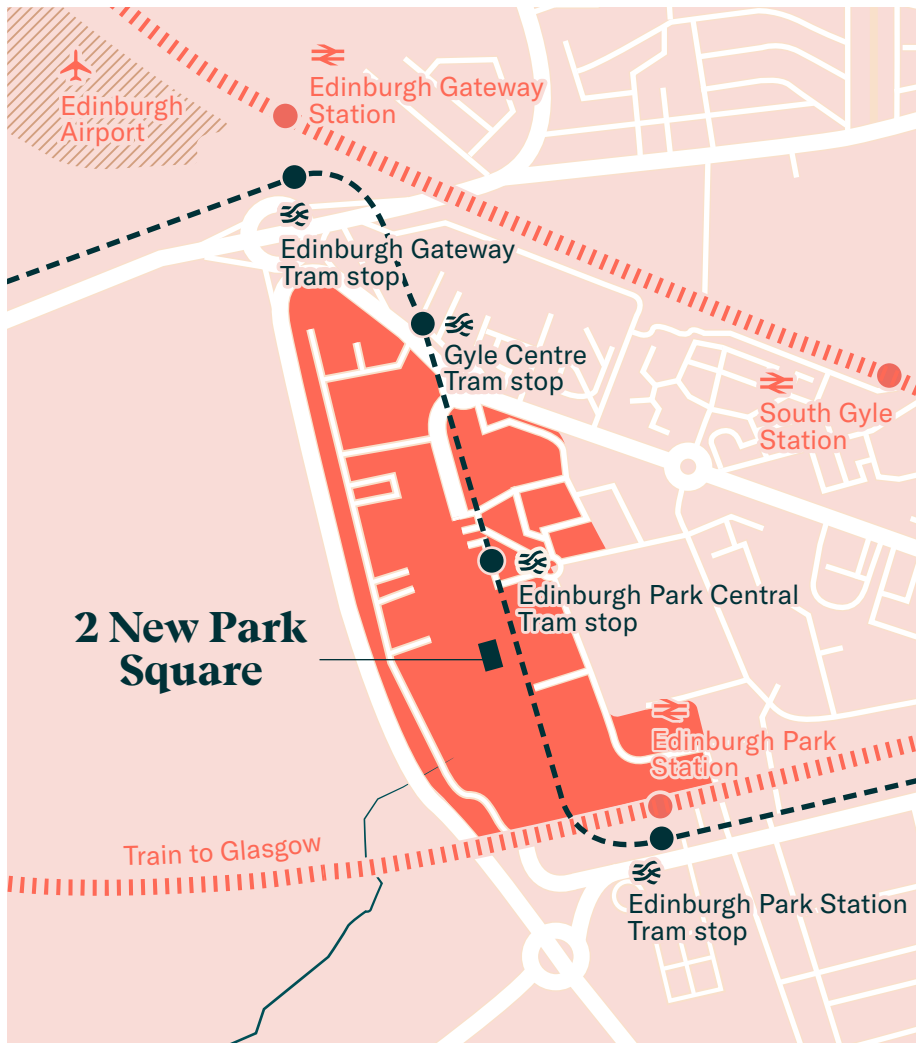 Edinburgh Gateway
Station
Edinburgh
Airport
Edinburgh Gateway
Tram stop
Gyle Centre
Tram stop
South Gyle
Station
Edinburgh Park Central
Tram stop
2 New Park
Square
Edinburgh Park
Station
Train to Glasgow
Edinburgh Park Station
Tram stop